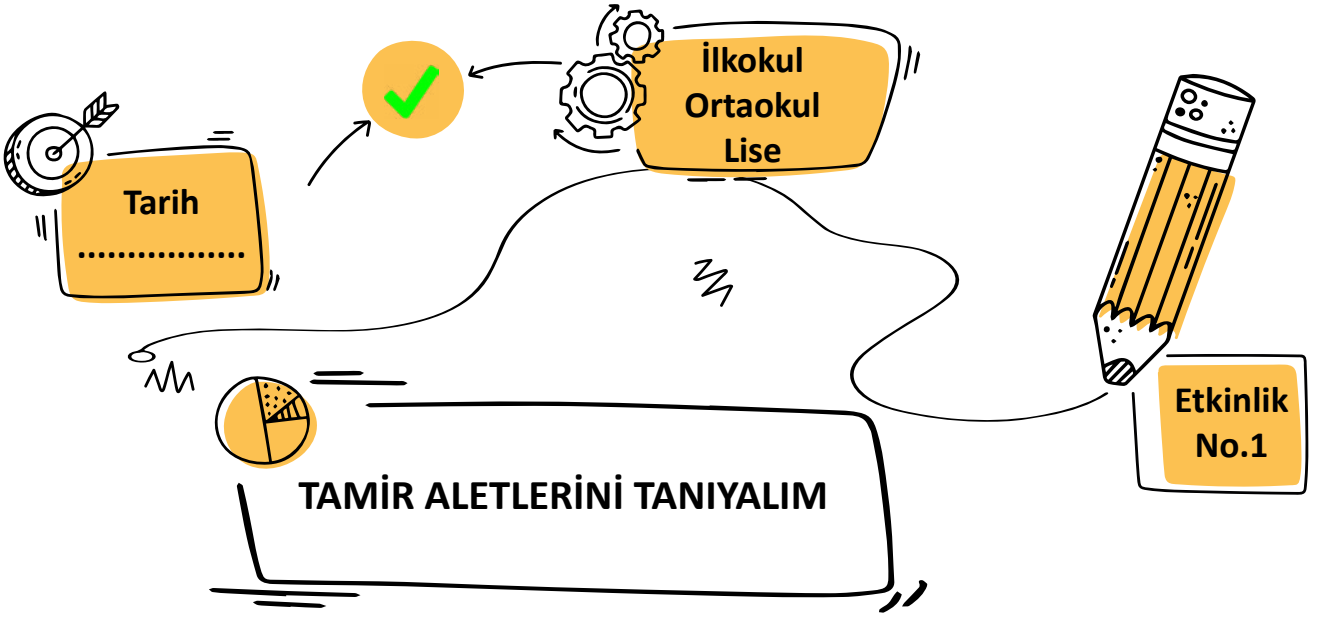 İlkokul
Ortaokul
Lise
Tarih
.................
Etkinlik
No.1
TAMİR ALETLERİNİ TANIYALIM